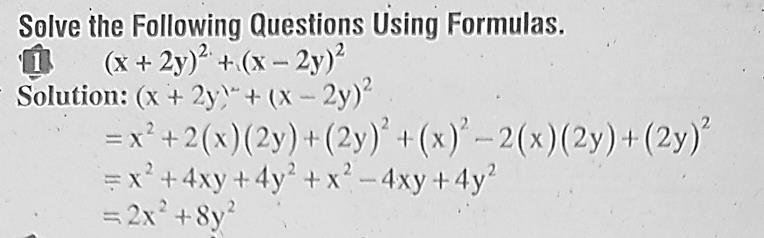 Solve the Following Questions Using Formulas.
1 (x + 2y)² + (x – 2y)²
Solution: (x + 2y)² + (x – 2y)²
= x² + 2(x)(2y) + (2y)² + (x)² – 2(x)(2y) + (2y)²
= x² + 4xy + 4y² + x² – 4xy + 4y²
= 2x² + 8y²